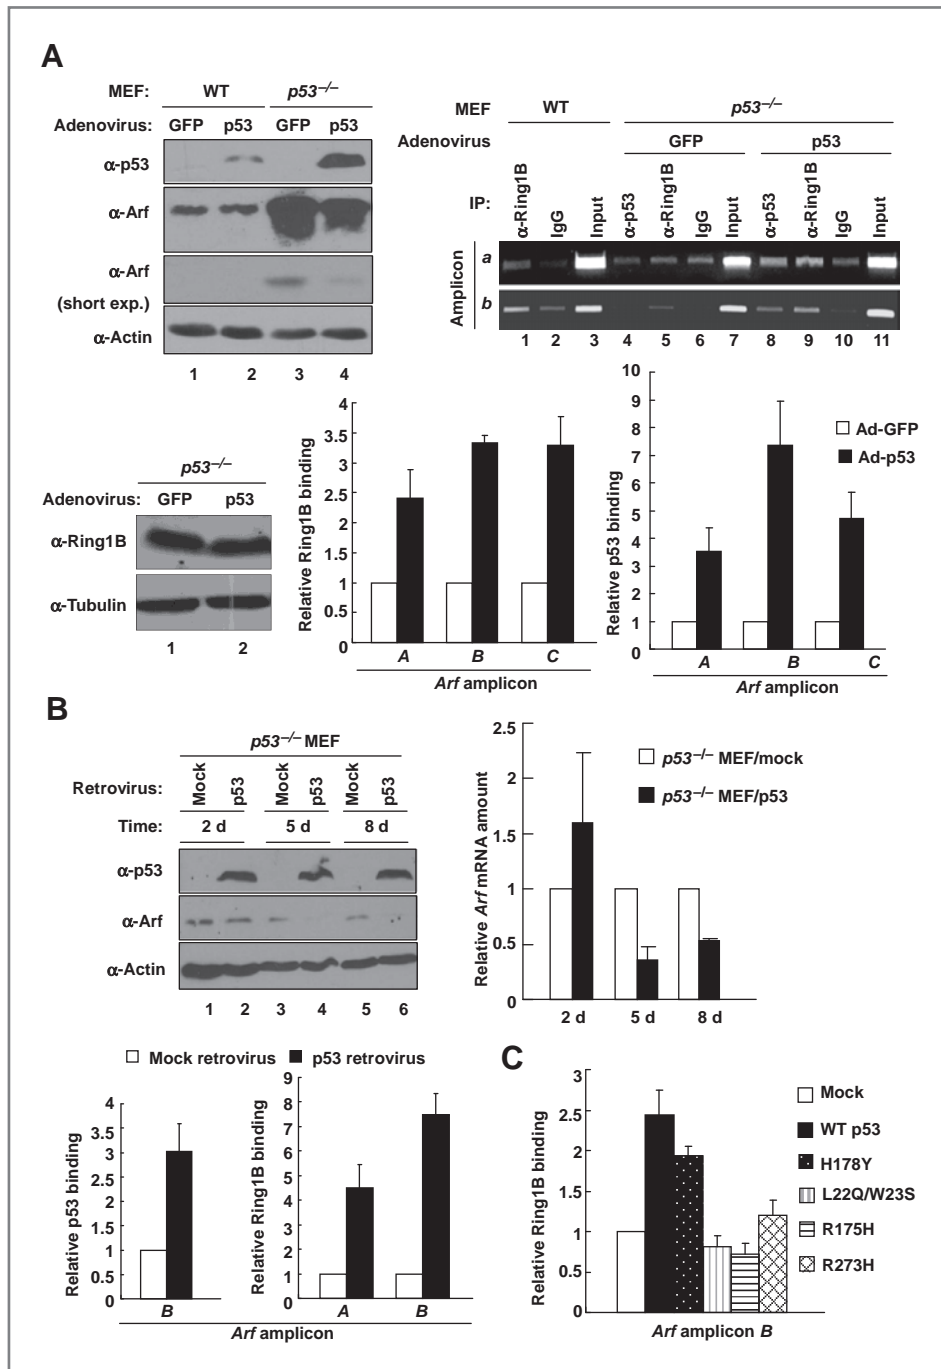 A
MEF: WT p53–/–
Adenovirus: GFP p53 GFP p53
α-p53
α-Arf
α-Arf
(short exp.)
α-Actin
1 2 3 4
MEF WT p53–/–
Adenovirus GFP p53
IP: α-Ring1B IgG Input α-p53 α-Ring1B IgG Input α-p53 α-Ring1B IgG Input
Amplicon
a
b
1 2 3 4 5 6 7 8 9 10 11
p53–/–
Adenovirus: GFP p53
α-Ring1B
α-Tubulin
1 2
Relative Ring1B binding
4
3.5
3
2.5
2
1
0.5
0
A B C
Arf amplicon
Relative p53 binding
10
9
8
7
6
5
4
3
2
1
0
A B C
Arf amplicon
Ad-GFP
Ad-p53
B
p53–/– MEF
Retrovirus: Mock p53 Mock p53 Mock p53
Time: 2 d 5 d 8 d
α-p53
α-Arf
α-Actin
1 2 3 4 5 6
Relative Arf mRNA amount
2.5
2
1.5
1
0.5
0
2 d 5 d 8 d
p53–/– MEF/mock
p53–/– MEF/p53
Mock retrovirus p53 retrovirus
Relative p53 binding
4
3.5
3
2.5
2
1.5
1
0.5
0
B
Relative Ring1B binding
9
8
7
6
5
4
3
2
1
0
A B
Arf amplicon
C
Relative Ring1B binding
3
2.5
2
1.5
1
0.5
0
Arf amplicon B
Mock
WT p53
H178Y
L22Q/W23S
R175H
R273H